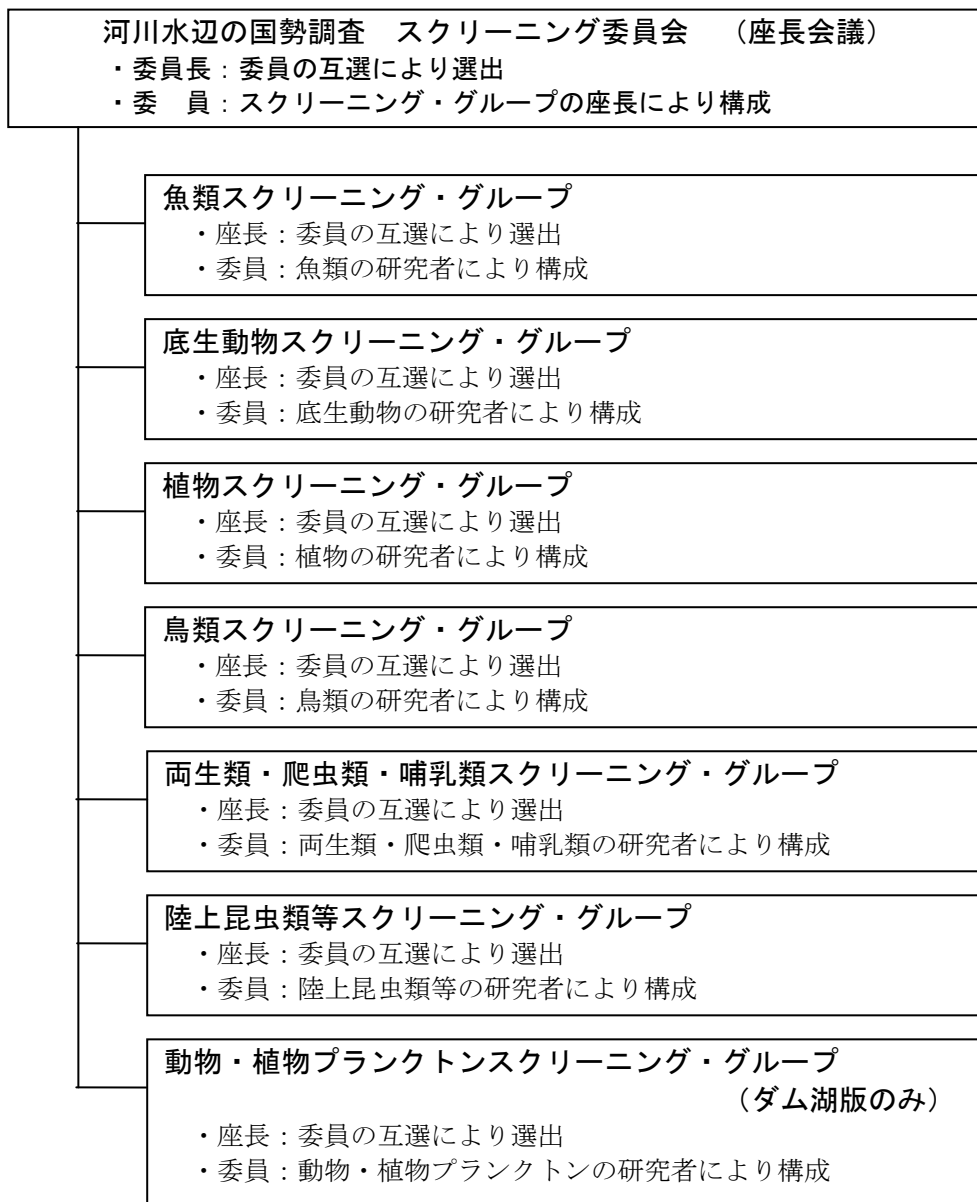 河川水辺の国勢調査　スクリーニング委員会　（座長会議）
・委員長：委員の互選により選出
・委　員：スクリーニング・グループの座長により構成
魚類スクリーニング・グループ
・座長：委員の互選により選出
・委員：魚類の研究者により構成
底生動物スクリーニング・グループ
・座長：委員の互選により選出
・委員：底生動物の研究者により構成
植物スクリーニング・グループ
・座長：委員の互選により選出
・委員：植物の研究者により構成
鳥類スクリーニング・グループ
・座長：委員の互選により選出
・委員：鳥類の研究者により構成
両生類・爬虫類・哺乳類スクリーニング・グループ
・座長：委員の互選により選出
・委員：両生類・爬虫類・哺乳類の研究者により構成
陸上昆虫類等スクリーニング・グループ
・座長：委員の互選により選出
・委員：陸上昆虫類等の研究者により構成
動物・植物プランクトンスクリーニング・グループ
（ダム湖版のみ）
・座長：委員の互選により選出
・委員：動物・植物プランクトンの研究者により構成